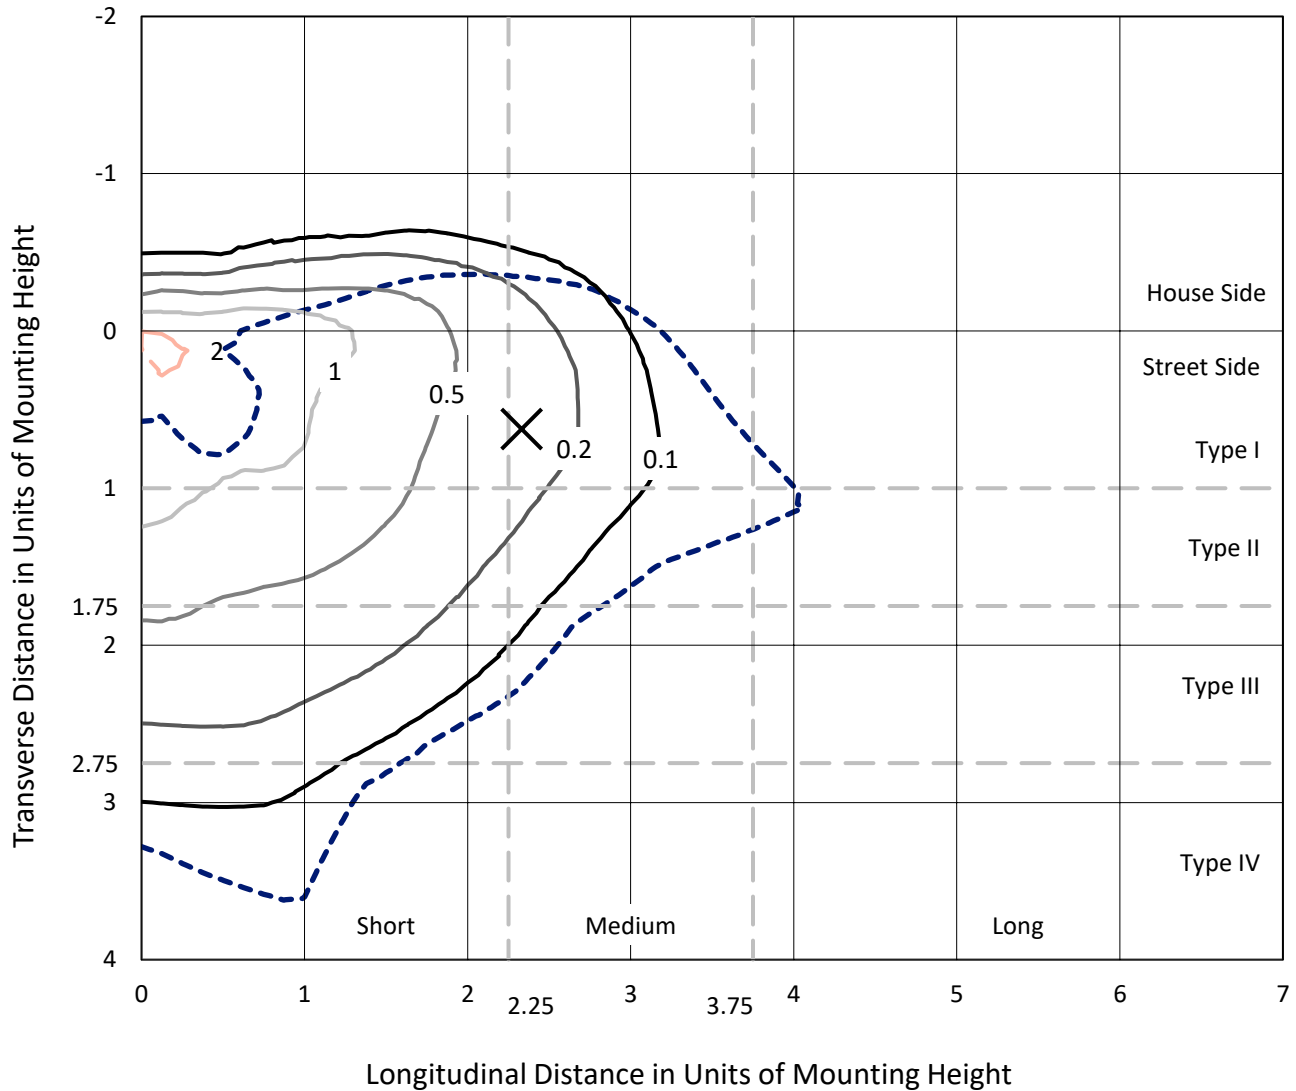 -2
-1
House Side
0
2
1
Street Side
0.5
0.2
0.1
Type I
1
Type II
1.75
2
Type III
2.75
3
Type IV
Short
Medium
Long
4
0
1
2
2.25
3
3.75
4
5
6
7
Transverse Distance in Units of Mounting Height
Longitudinal Distance in Units of Mounting Height